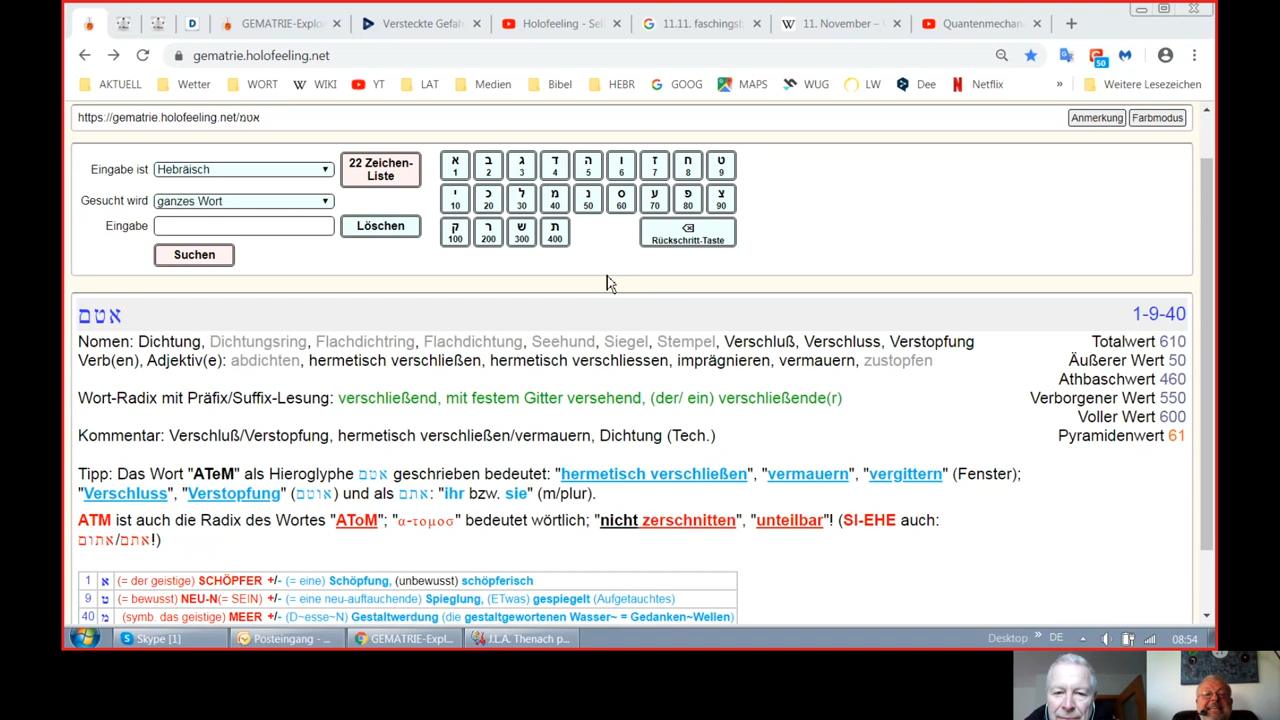 GEMATRIE-Explo
Versteckte Gefah
Holofeeling - Sel
11.11. faschingsb
11. November –
Quantenmechan
gematrie.holofeeling.net
50
AKTUELL
Wetter
WORT
WIKI
YT
LAT
Medien
Bibel
HEBR
GOOG
MAPS
WUG
LW
Dee
Netflix
»
Weitere Lesezeichen
https://gematrie.holofeeling.net/אטמ
Anmerkung
Farbmodus
Eingabe ist
Hebräisch
22 Zeichen-
Liste
Gesucht wird
ganzes Wort
Eingabe
Löschen
Suchen
א ב ג ד ה ו ז ח ט
1 2 3 4 5 6 7 8 9
י כ ל מ נ ס ע פ צ
10 20 30 40 50 60 70 80 90
ק ר ש ת
100 200 300 400
Rückschritt-Taste
אטם
1-9-40
Nomen: Dichtung, Dichtungsring, Flachdichtring, Flachdichtung, Seehund, Siegel, Stempel, Verschluß, Verschluss, Verstopfung
Totalwert 610
Verb(en), Adjektiv(e): abdichten, hermetisch verschließen, hermetisch verschliessen, imprägnieren, vermauern, zustopfen
Äußerer Wert 50
Athbaschwert 460
Wort-Radix mit Präfix/Suffix-Lesung: verschließend, mit festem Gitter versehend, (der/ ein) verschließende(r)
Verborgener Wert 550
Voller Wert 600
Kommentar: Verschluß/Verstopfung, hermetisch verschließen/vermauern, Dichtung (Tech.)
Pyramidenwert 61
Tipp: Das Wort "ATeM" als Hieroglyphe אטם geschrieben bedeutet: "hermetisch verschließen", "vermauern", "vergittern" (Fenster);
"Verschluss", "Verstopfung" (אוטם) und als אתם: "ihr bzw. sie" (m/plur).
ATM ist auch die Radix des Wortes "AToM"; "α-τομοσ" bedeutet wörtlich; "nicht zerschnitten", "unteilbar"! (SI-EHE auch:
אתם/אתום!)
1 א (= der geistige) SCHÖPFER +/- (= eine) Schöpfung, (unbewusst) schöpferisch
9 ט (= bewusst) NEU-N(= SEIN) +/- (= eine neu-auftauchende) Spieglung, (ETwas) gespiegelt (Aufgetauchtes)
40 מ (symb. das geistige) MEER +/- (D~esse~N) Gestaltwerdung (die gestaltgewordenen Wasser~ = Gedanken~Wellen)
Skype [1]
Posteingang - ...
GEMATRIE-Expl...
J.L.A. Thenach p...
Desktop
»
DE
08:54